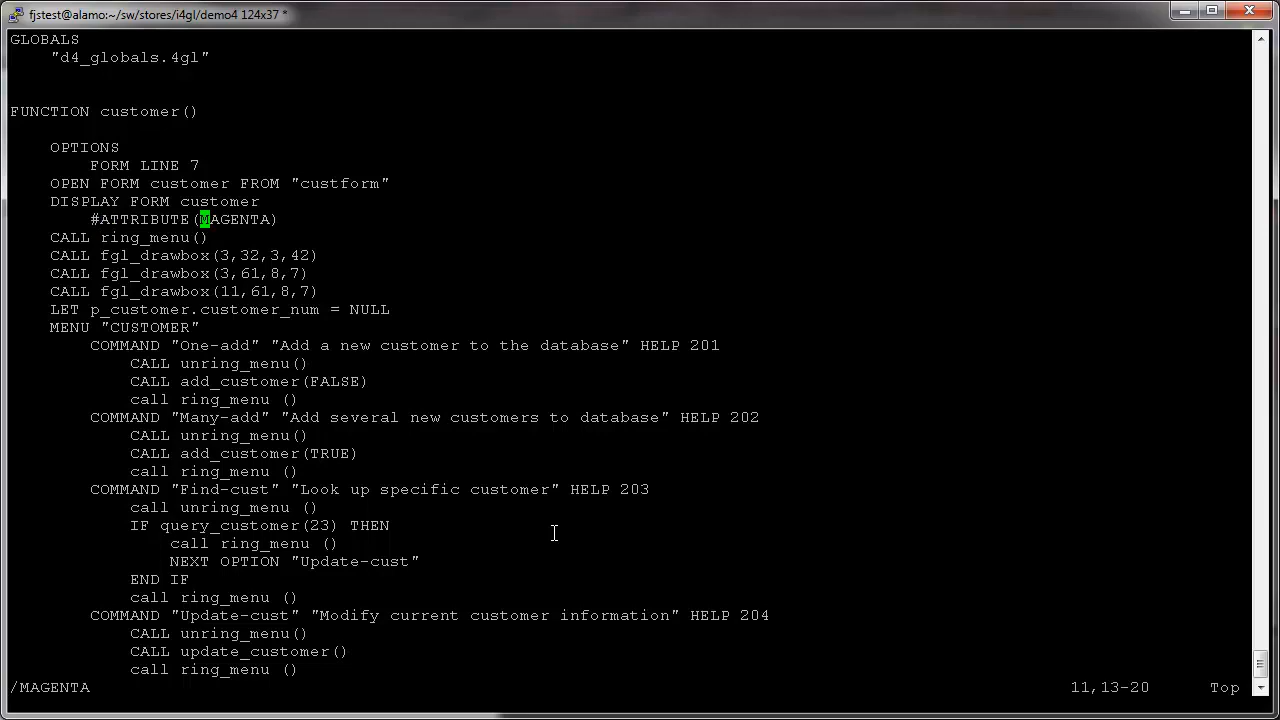 fjstest@alamo:~/sw/stores/i4gl/demo4 124x37 *
GLOBALS
"d4_globals.4gl"
FUNCTION customer()
OPTIONS
FORM LINE 7
OPEN FORM customer FROM "custform"
DISPLAY FORM customer
#ATTRIBUTE(MAGENTA)
CALL ring_menu()
CALL fgl_drawbox(3,32,3,42)
CALL fgl_drawbox(3,61,8,7)
CALL fgl_drawbox(11,61,8,7)
LET p_customer.customer_num = NULL
MENU "CUSTOMER"
COMMAND "One-add" "Add a new customer to the database" HELP 201
CALL unring_menu()
CALL add_customer(FALSE)
call ring_menu ()
COMMAND "Many-add" "Add several new customers to database" HELP 202
CALL unring_menu()
CALL add_customer(TRUE)
call ring_menu ()
COMMAND "Find-cust" "Look up specific customer" HELP 203
call unring_menu ()
IF query_customer(23) THEN
call ring_menu ()
NEXT OPTION "Update-cust"
END IF
call ring_menu ()
COMMAND "Update-cust" "Modify current customer information" HELP 204
CALL unring_menu()
CALL update_customer()
call ring_menu ()
/MAGENTA 11,13-20 Top